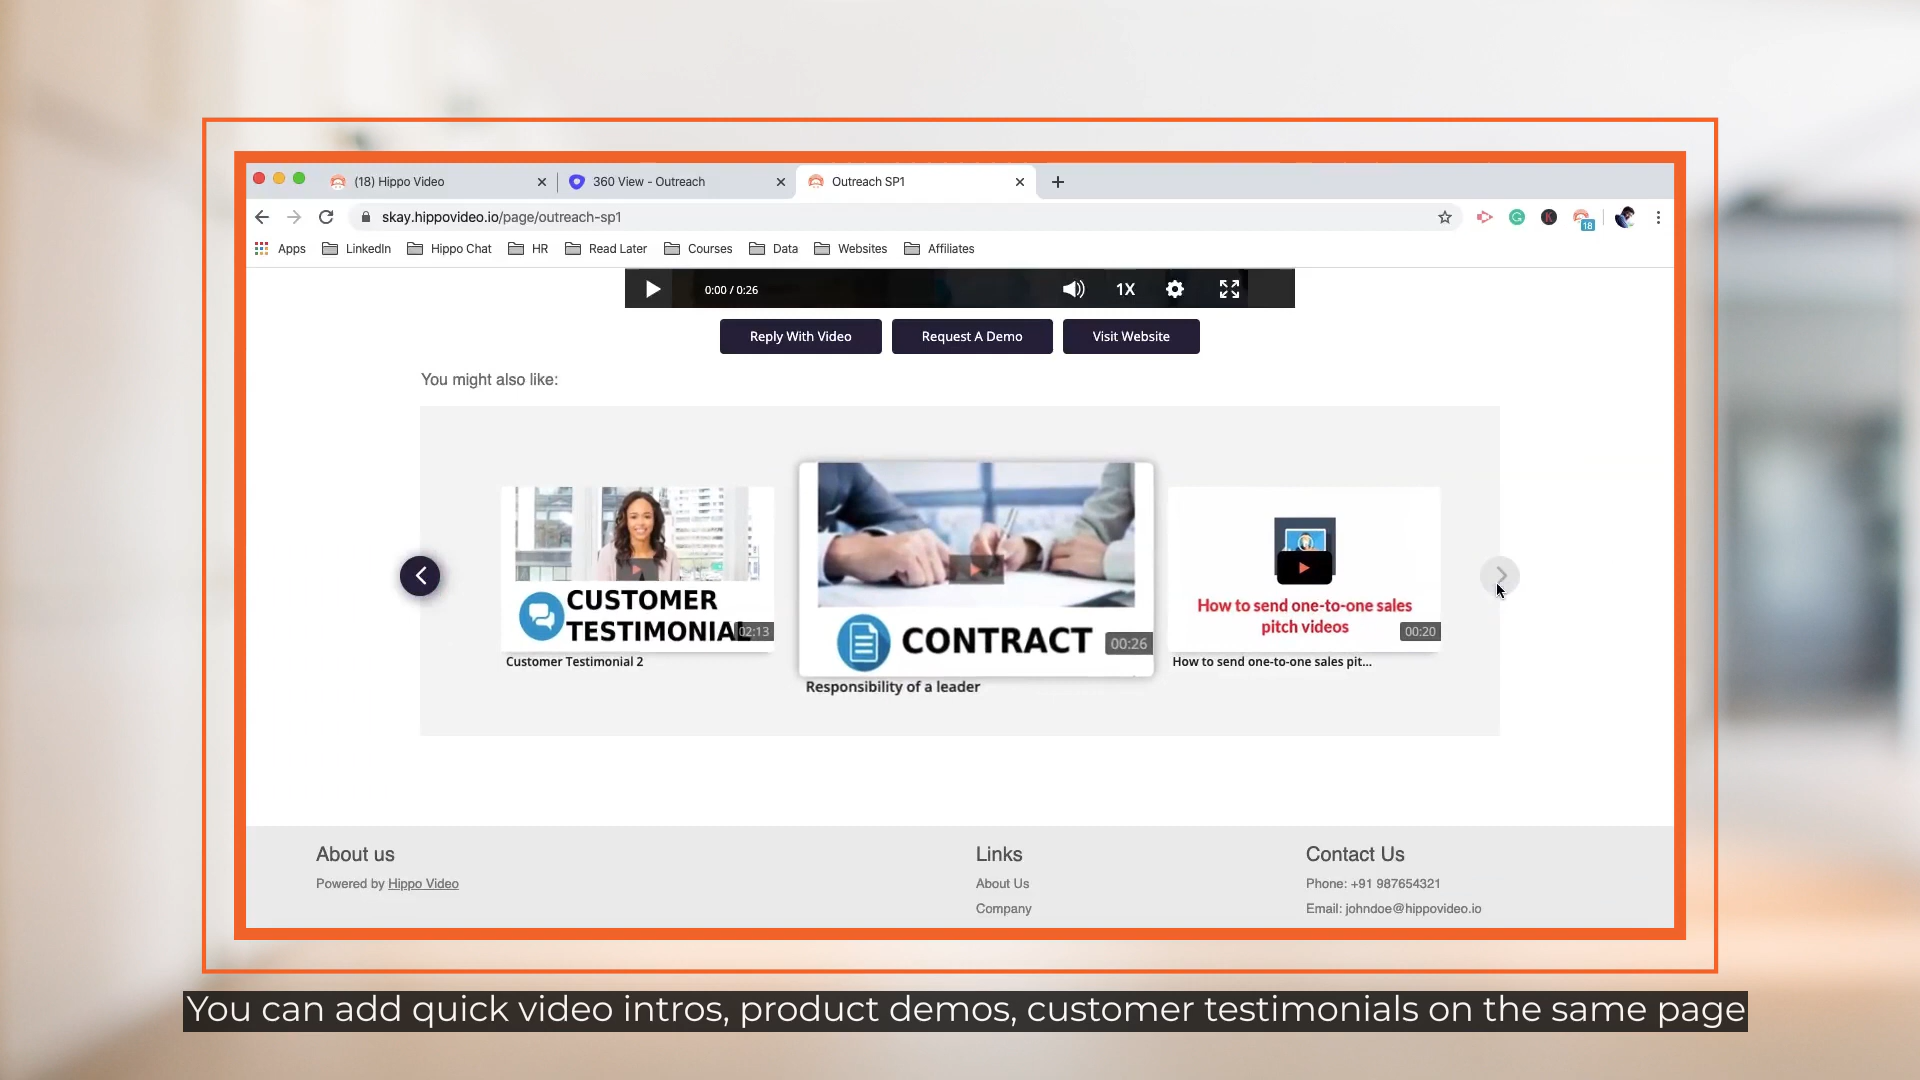 (18) Hippo Video
360 View - Outreach
Outreach SP1
skay.hippovideo.io/page/outreach-sp1
18
Apps
LinkedIn
Hippo Chat
HR
Read Later
Courses
Data
Websites
Affiliates
0:00 / 0:26
1X
Reply With Video
Request A Demo
Visit Website
You might also like:
CUSTOMER
TESTIMONIAL
02:13
Customer Testimonial 2
CONTRACT
00:26
Responsibility of a leader
How to send one-to-one sales
pitch videos
00:20
How to send one-to-one sales pit...
About us
Powered by Hippo Video
Links
About Us
Company
Contact Us
Phone: +91 987654321
Email: johndoe@hippovideo.io
You can add quick video intros, product demos, customer testimonials on the same page